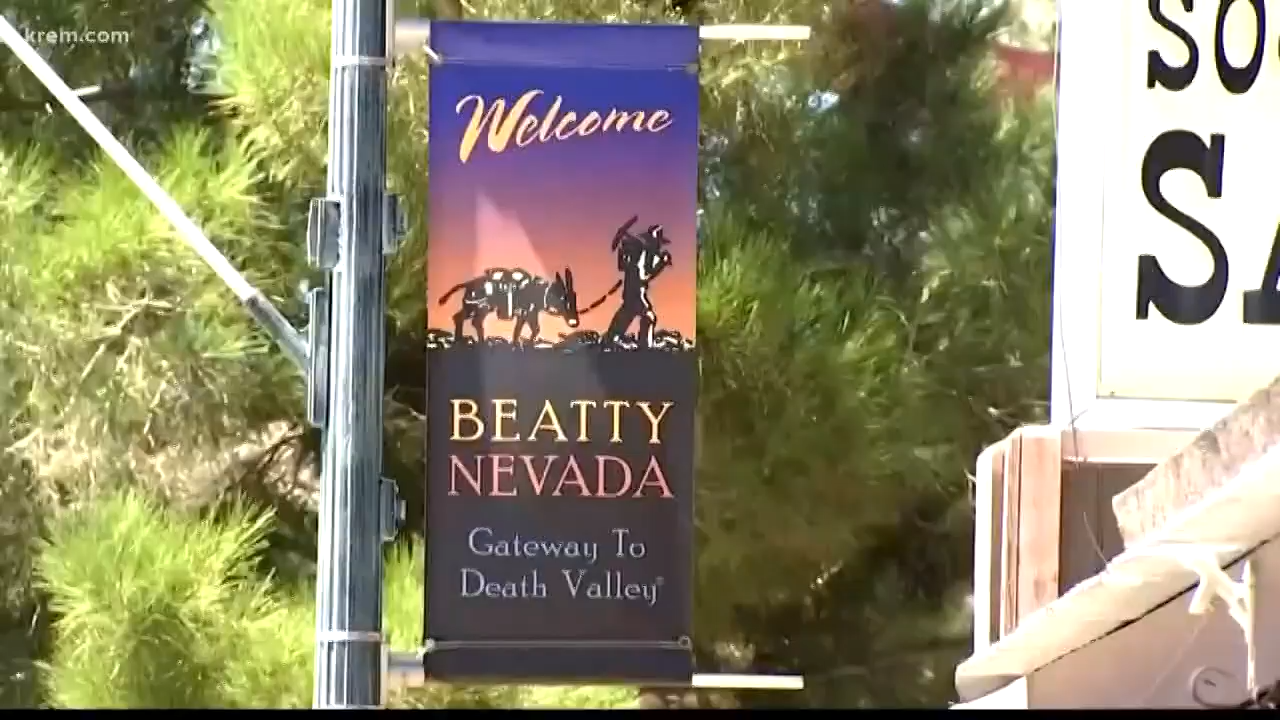 krem.com
Welcome
BEATTY
NEVADA
Gateway To
Death Valley®